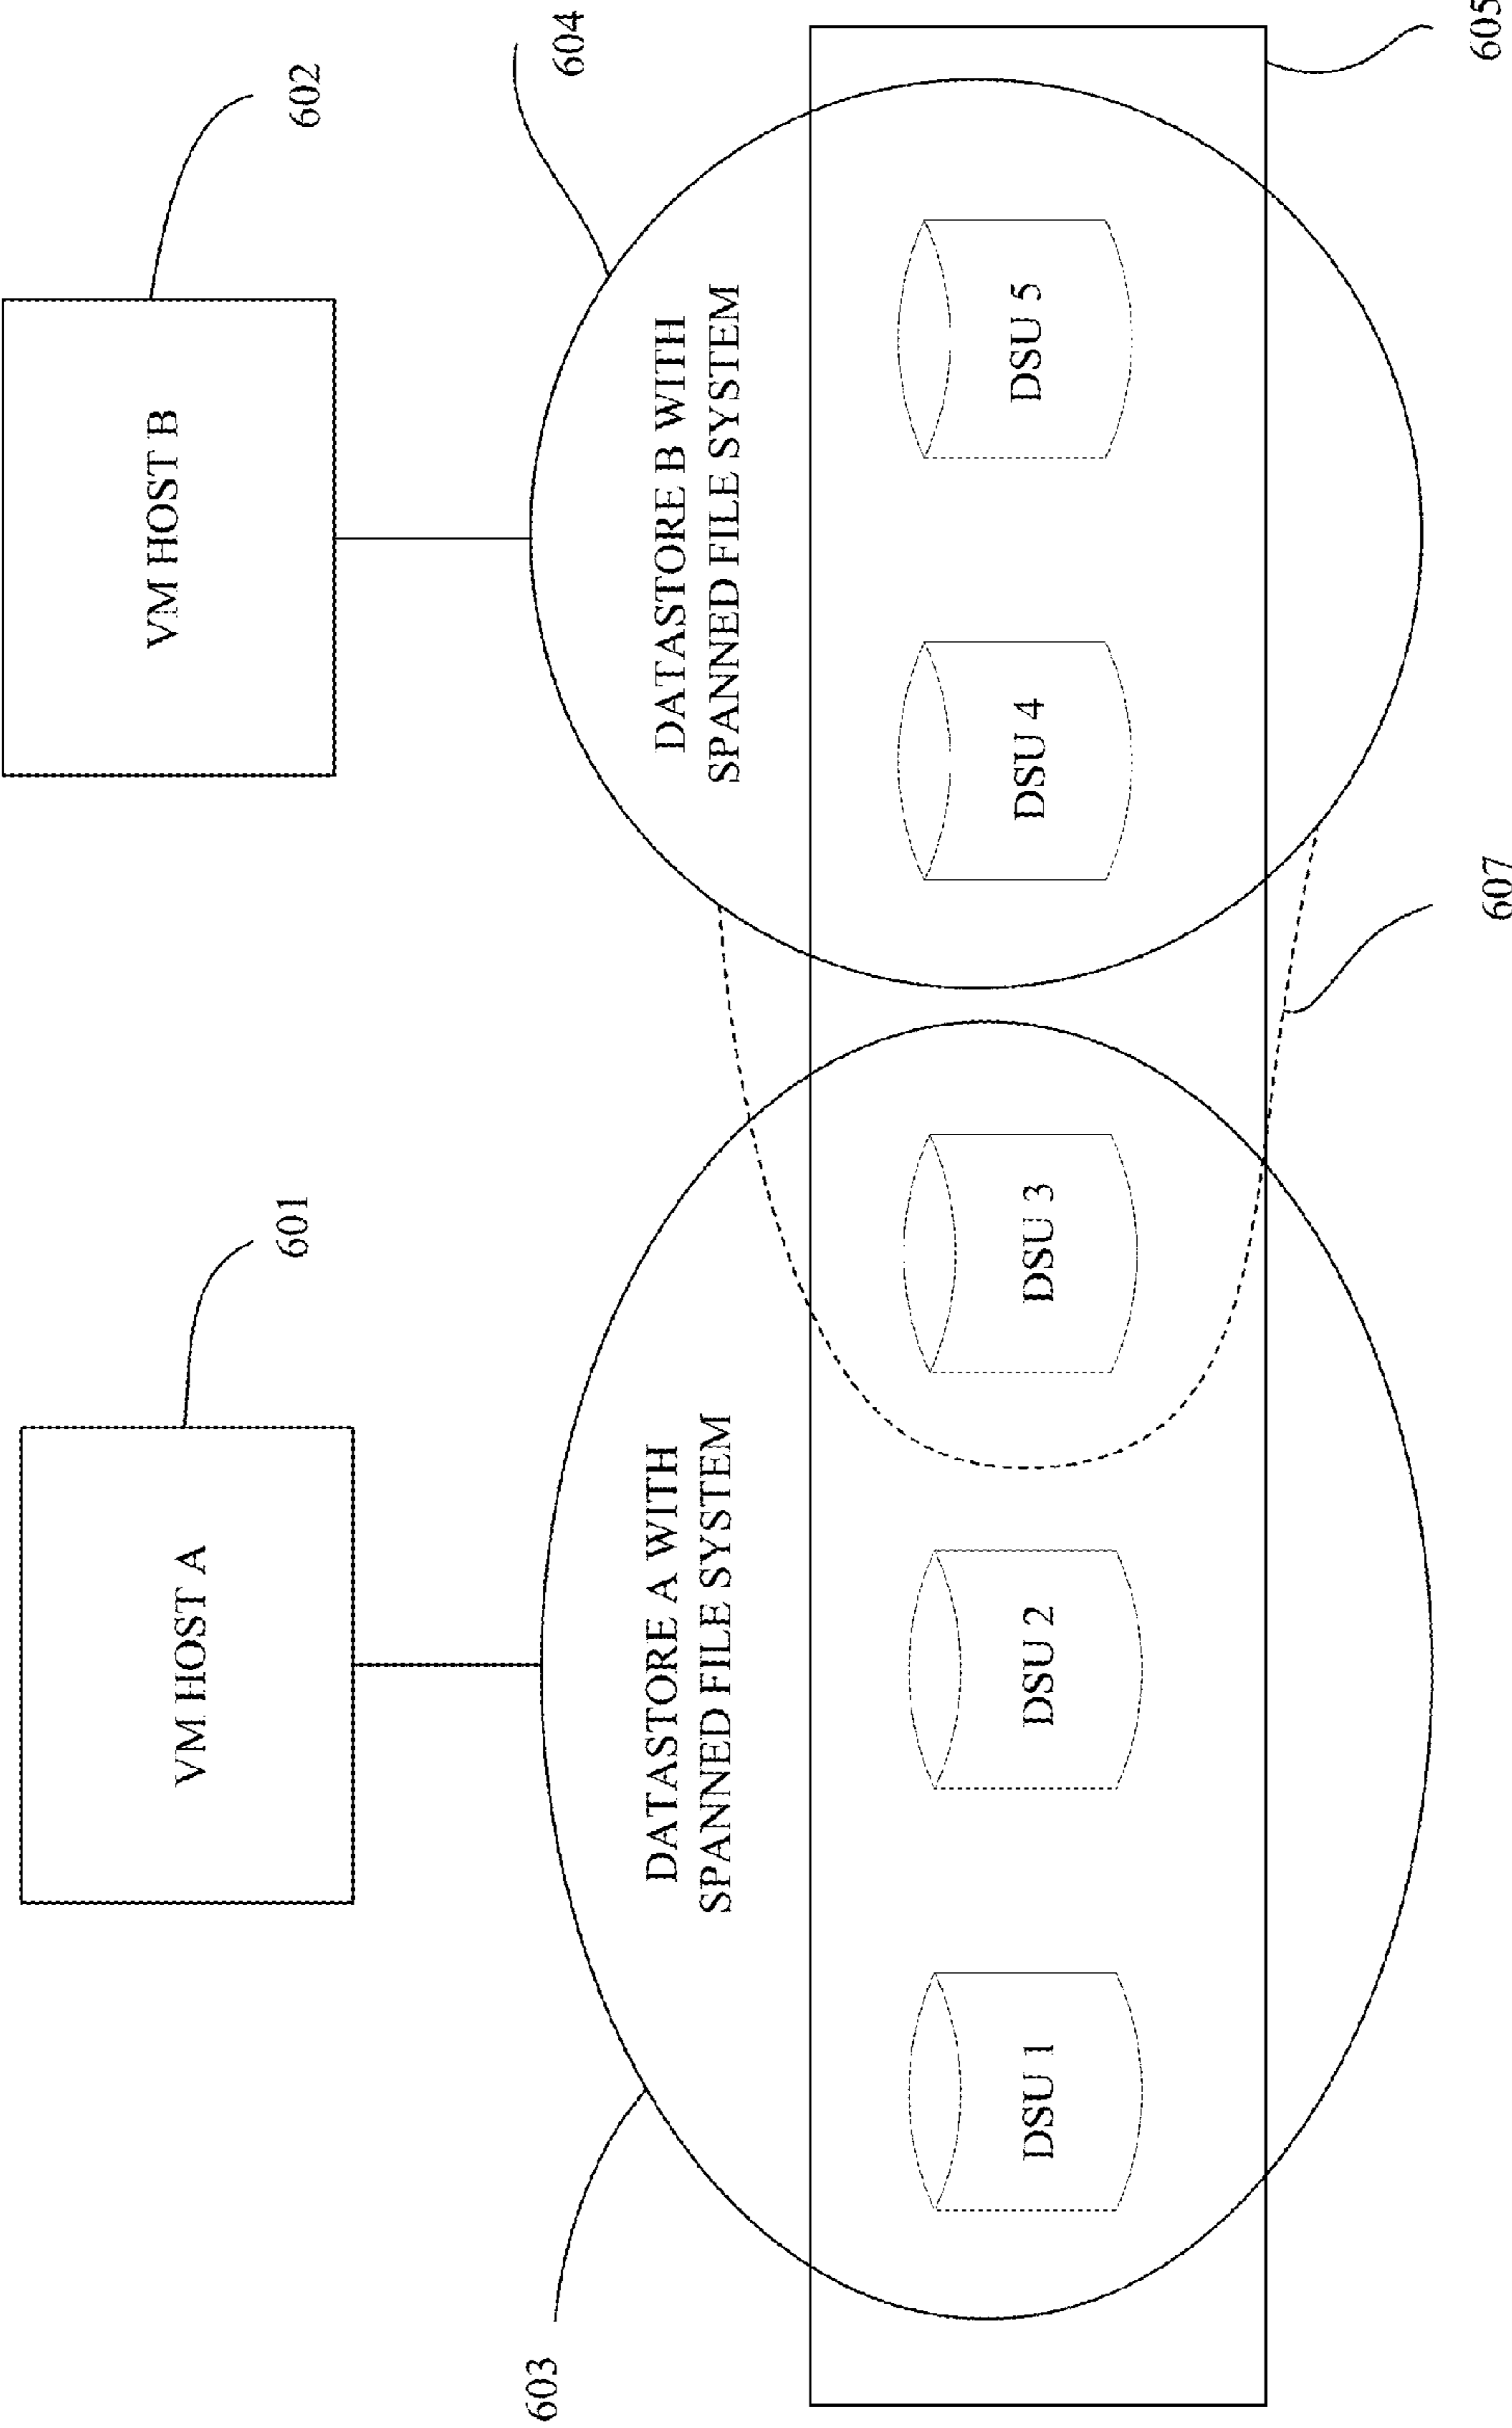 VM HOST A
601
VM HOST B
602
603
DATASTORE A WITH
SPANNED FILE SYSTEM
604
DATASTORE B WITH
SPANNED FILE SYSTEM
DSU 1
DSU 2
DSU 3
DSU 4
DSU 5
607
605